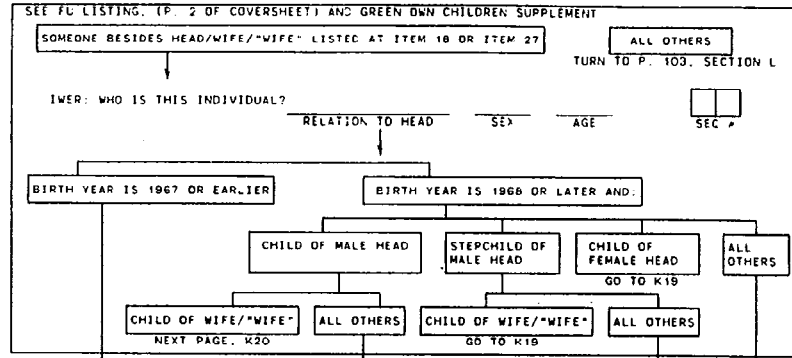 SEE FU LISTING, (P. 2 OF COVERSHEET) AND GREEN OWN CHILDREN SUPPLEMENT
SOMEONE BESIDES HEAD/WIFE/"WIFE" LISTED AT ITEM 18 OR ITEM 27
ALL OTHERS
TURN TO P. 103, SECTION L
IWER: WHO IS THIS INDIVIDUAL?
RELATION TO HEAD SEX AGE SEQ #
BIRTH YEAR IS 1967 OR EARLIER
BIRTH YEAR IS 1968 OR LATER AND:
CHILD OF MALE HEAD
STEPCHILD OF MALE HEAD
CHILD OF FEMALE HEAD
GO TO K19
ALL OTHERS
CHILD OF WIFE/"WIFE"
NEXT PAGE, K20
ALL OTHERS
CHILD OF WIFE/"WIFE"
GO TO K19
ALL OTHERS